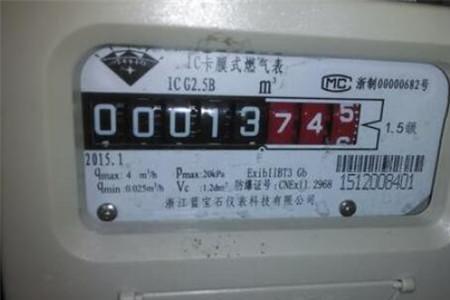 IC卡膜式燃气表
IC G2.5B m³ MC 浙制00000682号
00013 745 1.5级
6
2015.1
qmax: 4 m³/h Pmax:20kPa ExibIIBT3 Gb
qmin 0.025m³/h Vc 1.2dm³ 防爆证号:CNEx11.2968 1512008401
浙江蓝宝石仪表科技有限公司